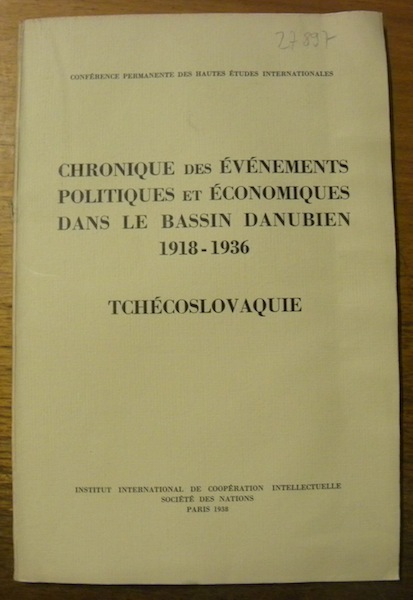 27897
CONFÉRENCE PERMANENTE DES HAUTES ÉTUDES INTERNATIONALES
CHRONIQUE DES ÉVÉNEMENTS
POLITIQUES ET ÉCONOMIQUES
DANS LE BASSIN DANUBIEN
1918-1936
TCHÉCOSLOVAQUIE
INSTITUT INTERNATIONAL DE COOPÉRATION INTELLECTUELLE
SOCIÉTÉ DES NATIONS
PARIS 1938